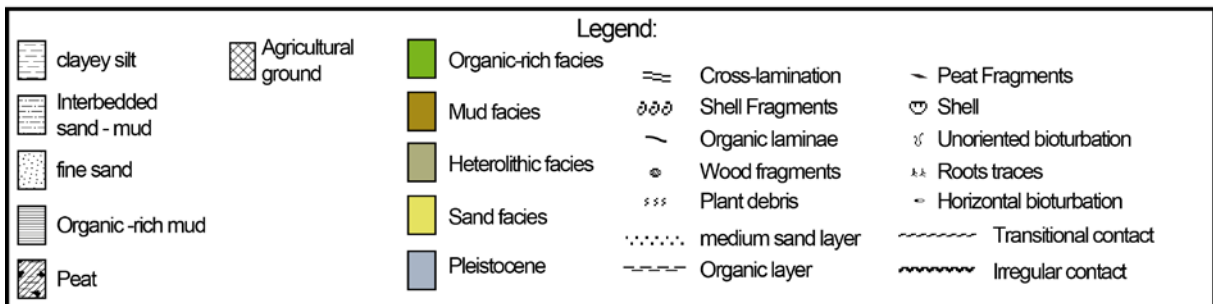 Legend:
clayey silt
Interbedded
sand - mud
fine sand
Organic -rich mud
Peat
Agricultural
ground
Organic-rich facies
Mud facies
Heterolithic facies
Sand facies
Pleistocene
Cross-lamination
Shell Fragments
Organic laminae
Wood fragments
Plant debris
medium sand layer
Organic layer
Peat Fragments
Shell
Unoriented bioturbation
Roots traces
Horizontal bioturbation
Transitional contact
Irregular contact